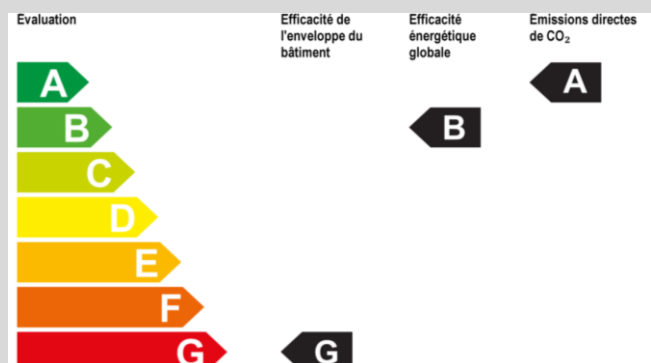 Evaluation
Efficacité de
l'enveloppe du
bâtiment
Efficacité
énergétique
globale
Emissions directes
de CO₂
A
A
B
B
C
D
E
F
G
G